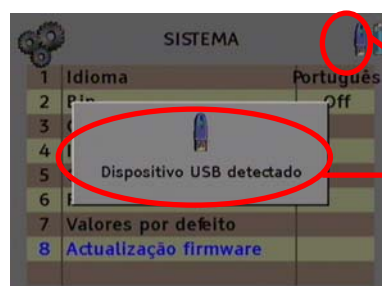 SISTEMA
1 Idioma Português
2 Off
3
4
5
Dispositivo USB detectado
6
7 Valores por defeito
8 Actualização firmware